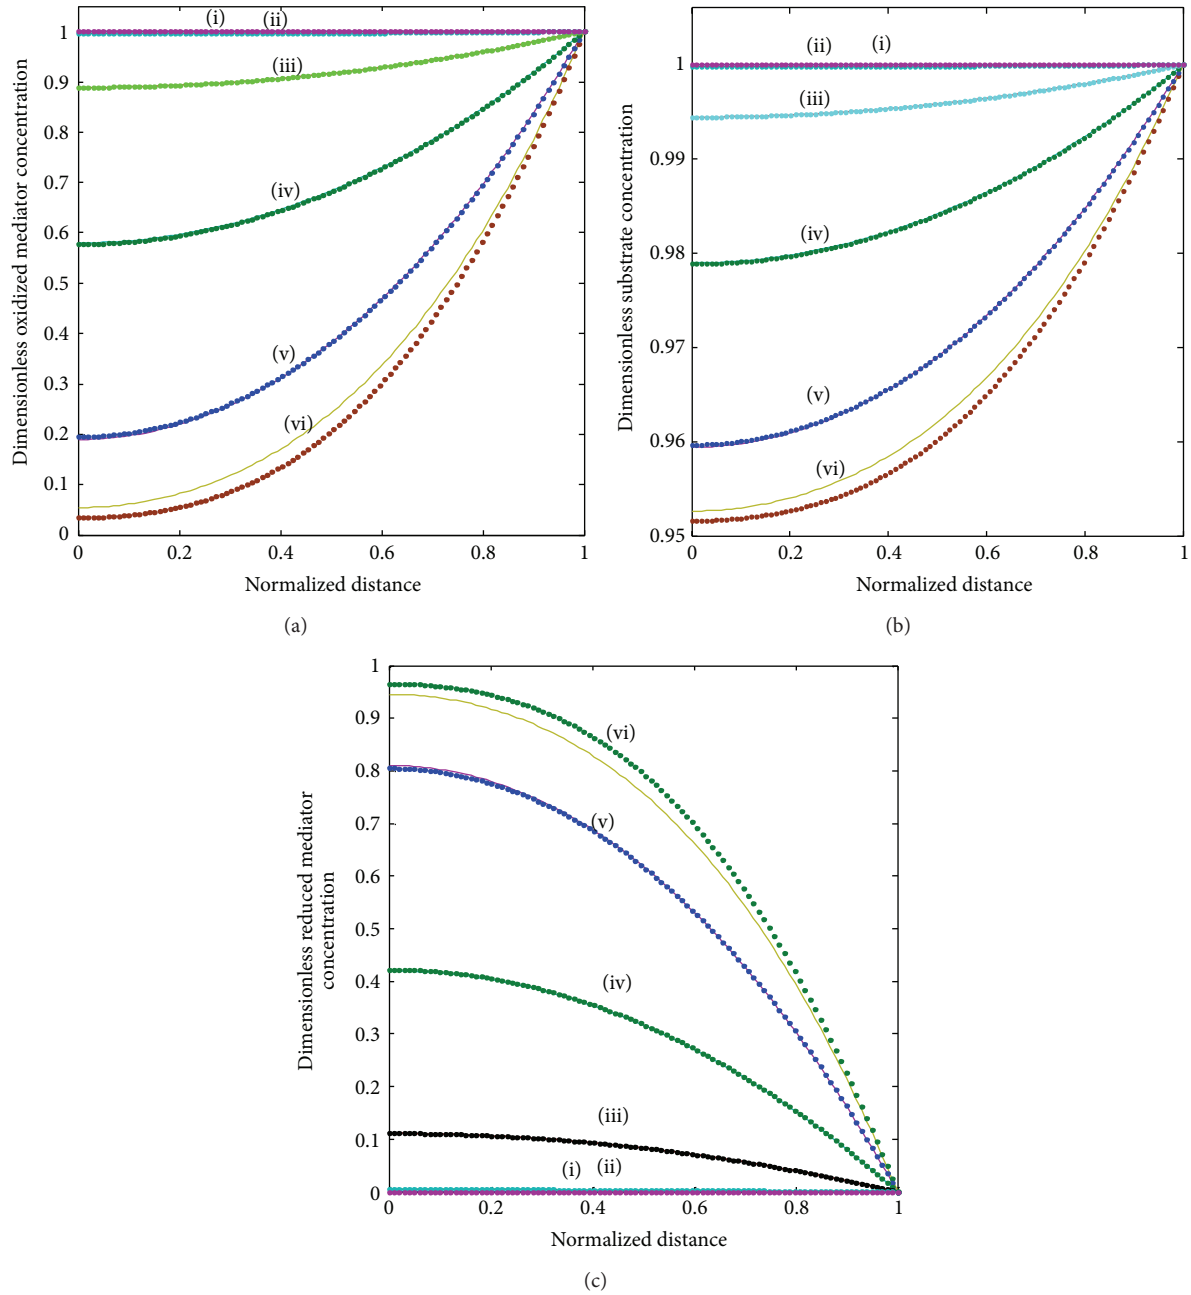 (i)
(ii)
1
0.9
(iii)
0.8
0.7
(iv)
0.6
0.5
0.4
(v)
0.3
(vi)
0.2
0.1
0
0
0.2
0.4
0.6
0.8
1
Dimensionless oxidized mediator concentration
Normalized distance
(a)
(ii)
(i)
1
(iii)
0.99
(iv)
0.98
0.97
(v)
0.96
(vi)
0.95
0
0.2
0.4
0.6
0.8
1
Dimensionless substrate concentration
Normalized distance
(b)
1
0.9
(vi)
0.8
(v)
0.7
0.6
0.5
0.4
(iv)
0.3
0.2
(iii)
0.1
(i)
(ii)
0
0
0.2
0.4
0.6
0.8
1
Dimensionless reduced mediator
concentration
Normalized distance
(c)